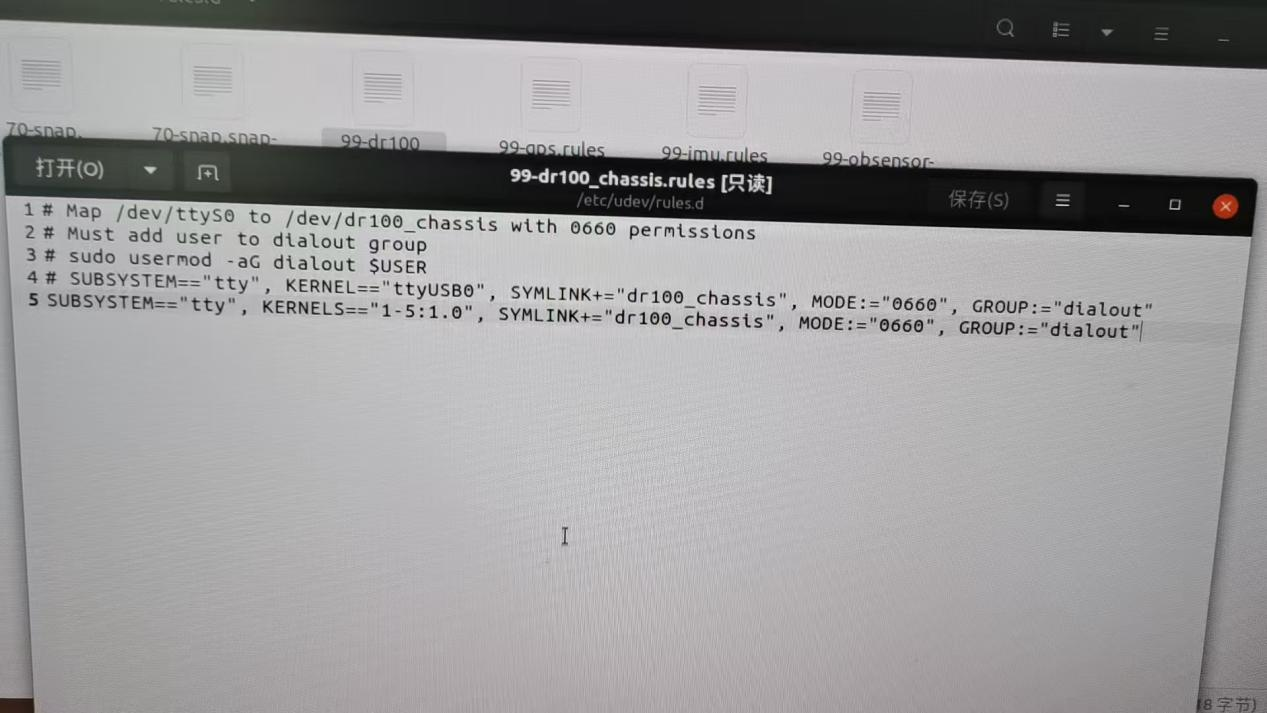 70-snap.
70-snap.snap-
99-dr100
99-gps.rules
99-imu.rules
99-obsensor-
打开(O)
99-dr100_chassis.rules [只读]
/etc/udev/rules.d
保存(S)
1 # Map /dev/ttyS0 to /dev/dr100_chassis with 0660 permissions
2 # Must add user to dialout group
3 # sudo usermod -aG dialout $USER
4 # SUBSYSTEM=="tty", KERNEL=="ttyUSB0", SYMLINK+="dr100_chassis", MODE:="0660", GROUP:="dialout"
5 SUBSYSTEM=="tty", KERNELS=="1-5:1.0", SYMLINK+="dr100_chassis", MODE:="0660", GROUP:="dialout"
字节)